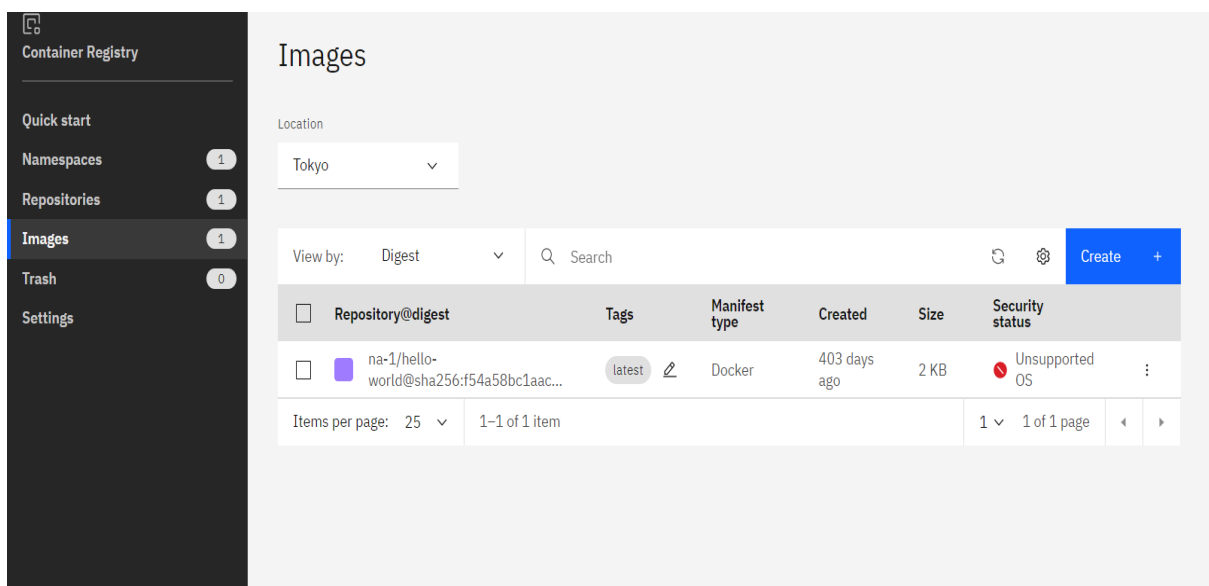 Container Registry
Quick start
Namespaces 1
Repositories 1
Images 1
Trash 0
Settings
Images
Location
Tokyo
View by: Digest Search Create +
Repository@digest Tags Manifest type Created Size Security status
na-1/hello-
world@sha256:f54a58bc1aac... latest Docker 403 days ago 2 KB Unsupported OS
Items per page: 25 1–1 of 1 item 1 1 of 1 page